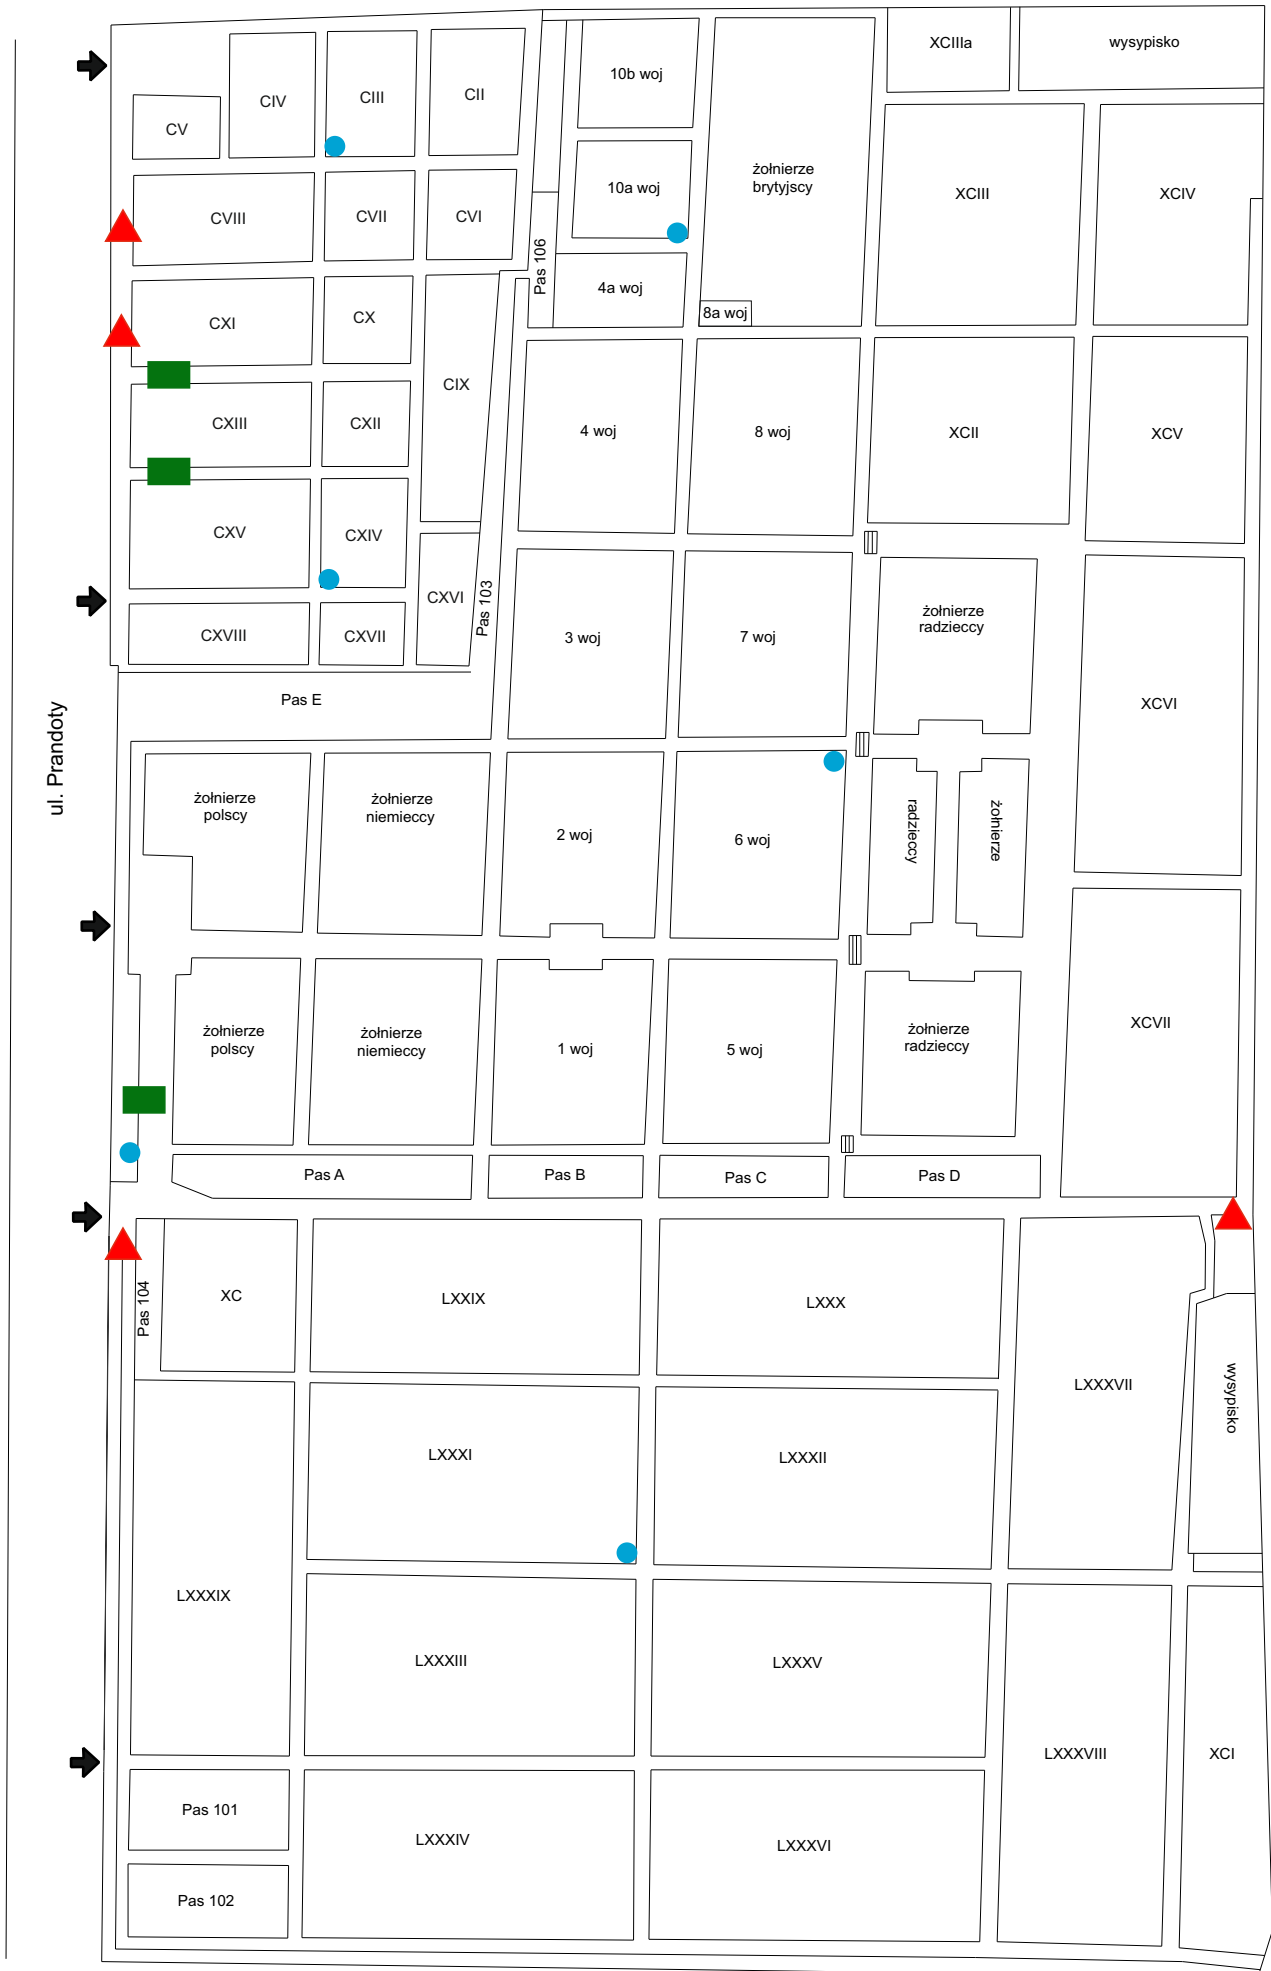 XCIIIa
wysypisko
10b woj
CIV
CIII
CII
CV
żołnierze
brytyjscy
10a woj
XCIII
XCIV
CVIII
CVII
CVI
Pas 106
4a woj
8a woj
CXI
CX
CIX
CXIII
CXII
4 woj
8 woj
XCII
XCV
CXV
CXIV
CXVI
Pas 103
CXVIII
CXVII
3 woj
7 woj
żołnierze
radzieccy
Pas E
XCVI
ul. Prandoty
żołnierze
polscy
żołnierze
niemieccy
2 woj
6 woj
radzieccy
żołnierze
żołnierze
polscy
żołnierze
niemieccy
1 woj
5 woj
żołnierze
radzieccy
XCVII
Pas A
Pas B
Pas C
Pas D
Pas 104
XC
LXXIX
LXXX
LXXXVII
wysypisko
LXXXI
LXXXII
LXXXIX
LXXXIII
LXXXV
LXXXVIII
XCI
Pas 101
LXXXIV
LXXXVI
Pas 102